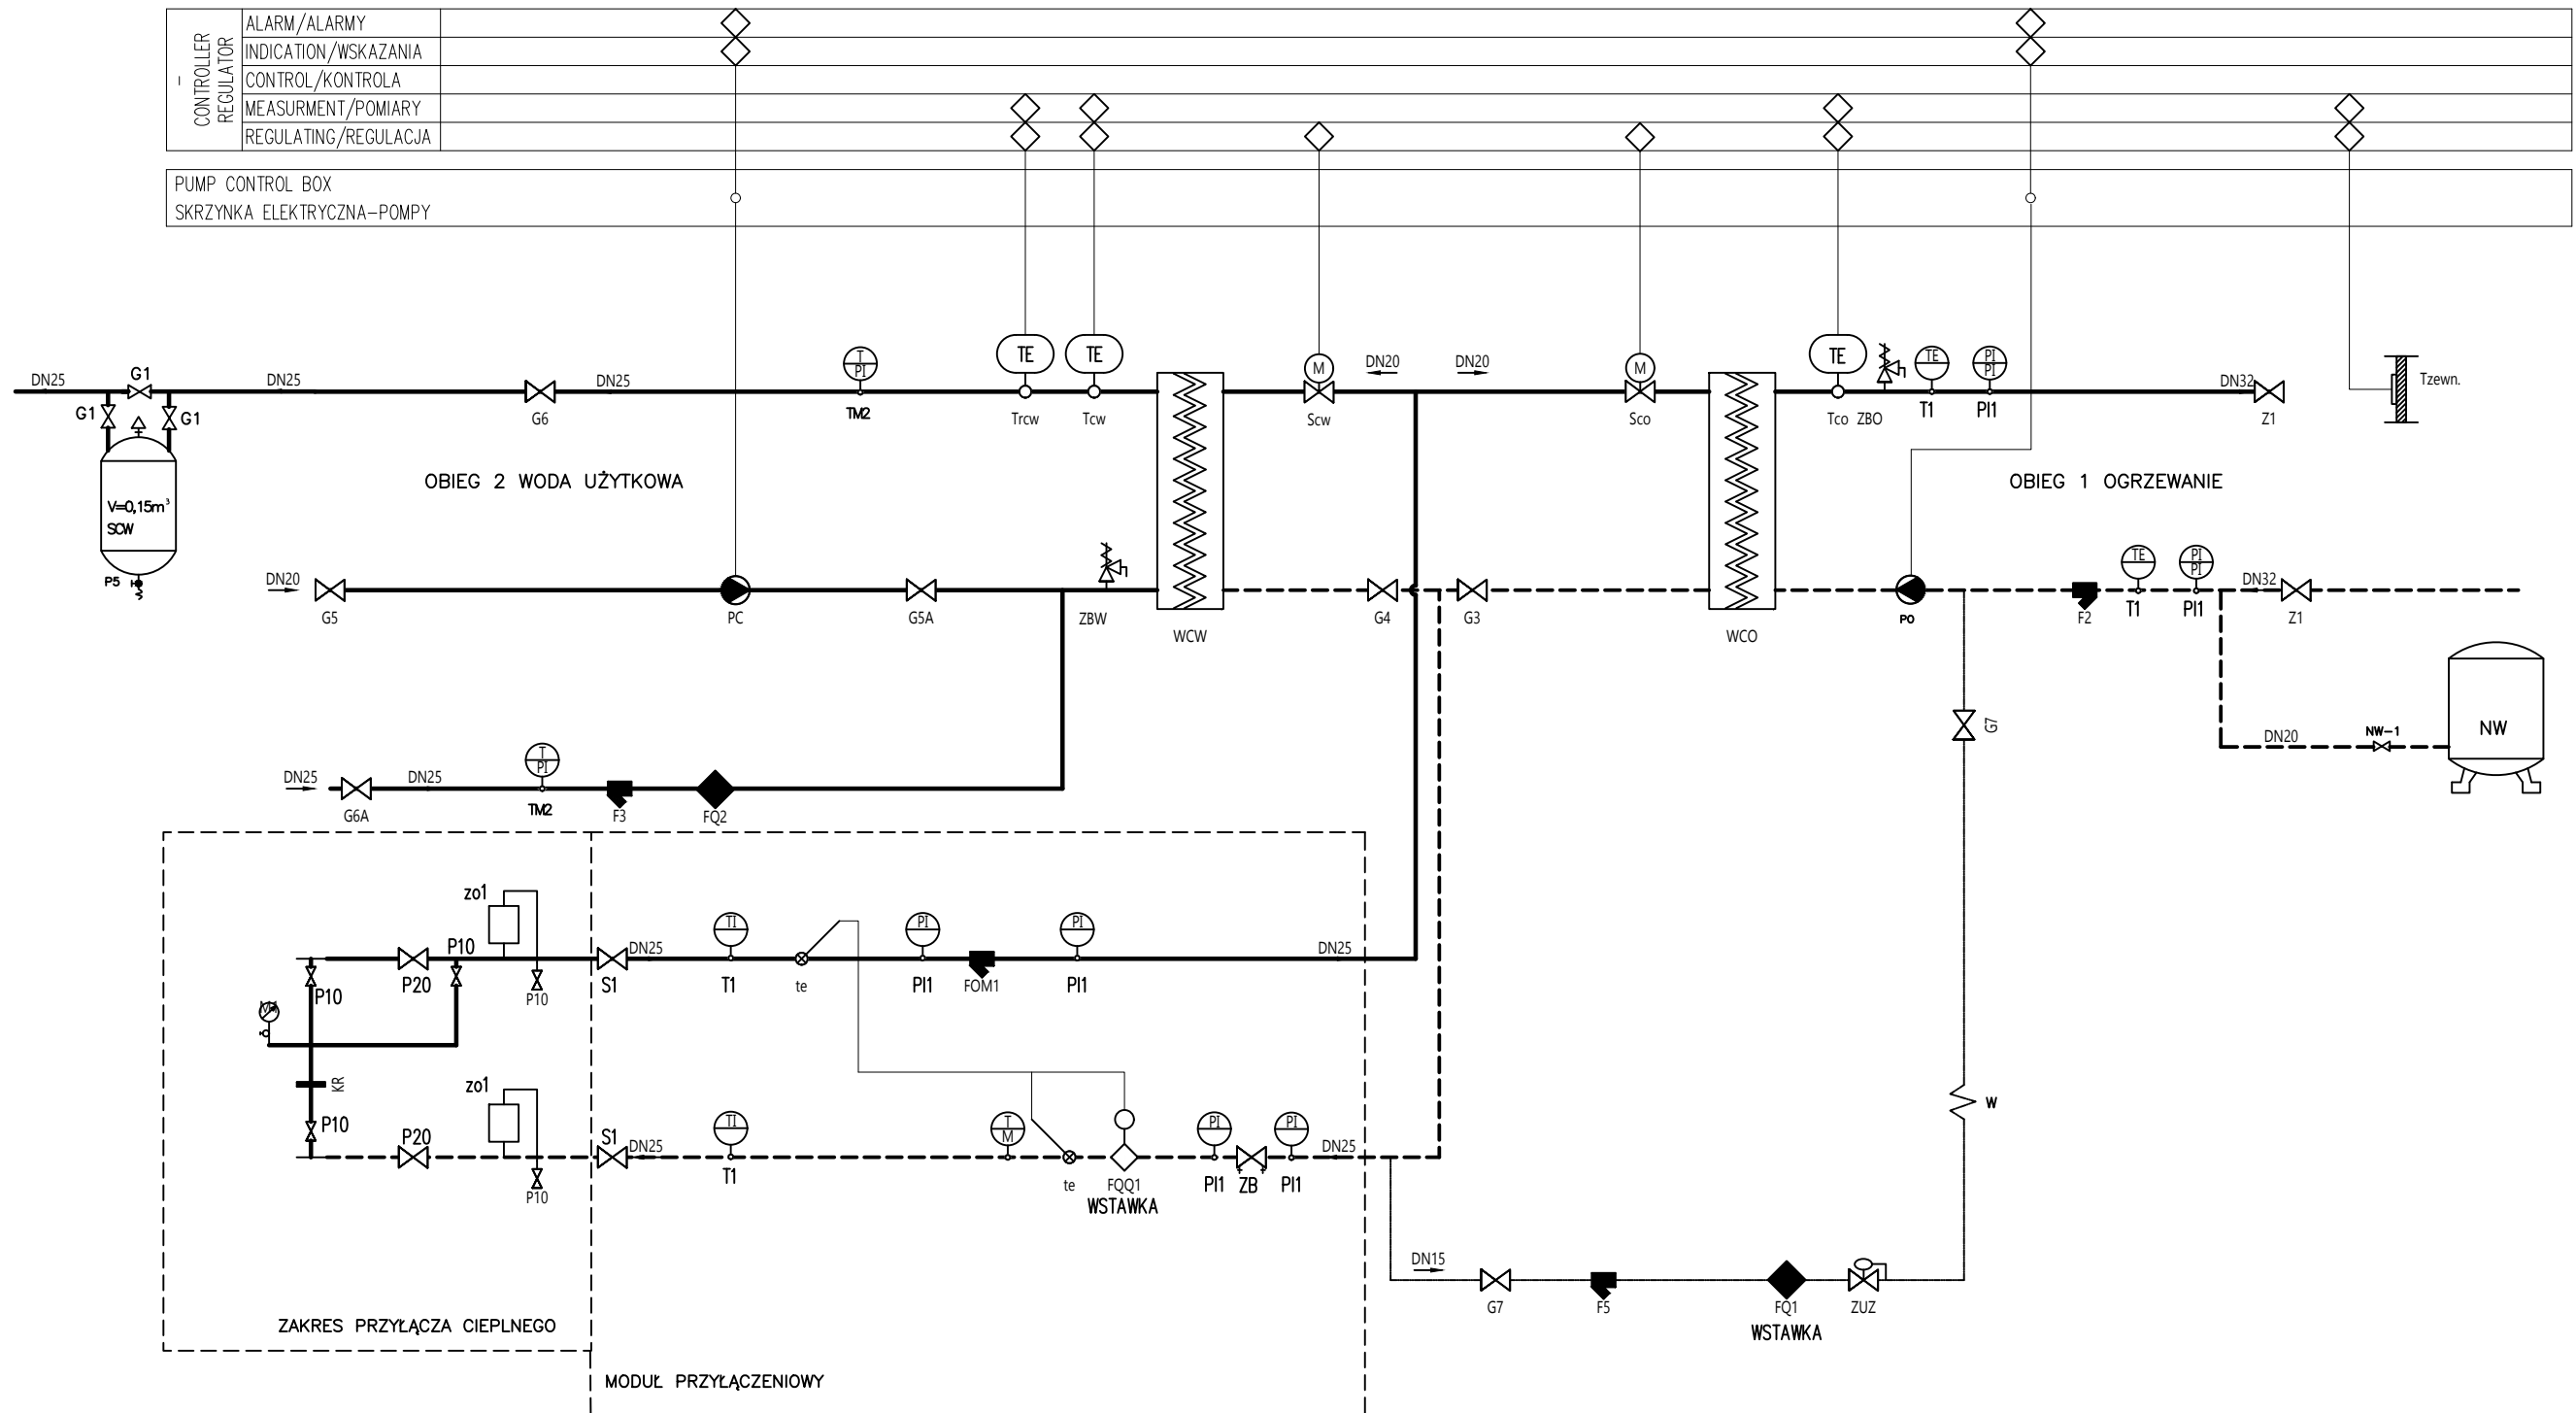 -
CONTROLLER
REGULATOR
ALARM/ALARMY
INDICATION/WSKAZANIA
CONTROL/KONTROLA
MEASURMENT/POMIARY
REGULATING/REGULACJA
PUMP CONTROL BOX
SKRZYNKA ELEKTRYCZNA-POMPY
DN25
G1
DN25
G6
DN25
T
PI
TM2
TE
Trcw
TE
Tcw
M
Scw
DN20
DN20
M
Sco
TE
Tco
ZBO
TE
T1
PI
PI
PI1
DN32
Z1
Tzewn.
G1
G1
V=0,15m³
SCW
P5
OBIEG 2 WODA UŻYTKOWA
OBIEG 1 OGRZEWANIE
DN20
G5
PC
G5A
ZBW
WCW
G4
G3
WCO
PO
F2
TE
T1
PI
PI
PI1
DN32
Z1
G7
DN20
NW-1
NW
DN25
G6A
DN25
T
PI
TM2
F3
FQ2
zo1
P10
P20
P10
P10
S1
DN25
TI
T1
te
PI
PI1
FOM1
PI
PI1
DN25
KR
zo1
P10
P20
P10
S1
DN25
TI
T1
T
M
te
FQQ1
WSTAWKA
PI
PI1
ZB
PI
PI1
DN25
W
DN15
G7
F5
FQ1
WSTAWKA
ZUZ
ZAKRES PRZYŁĄCZA CIEPLNEGO
MODUŁ PRZYŁĄCZENIOWY